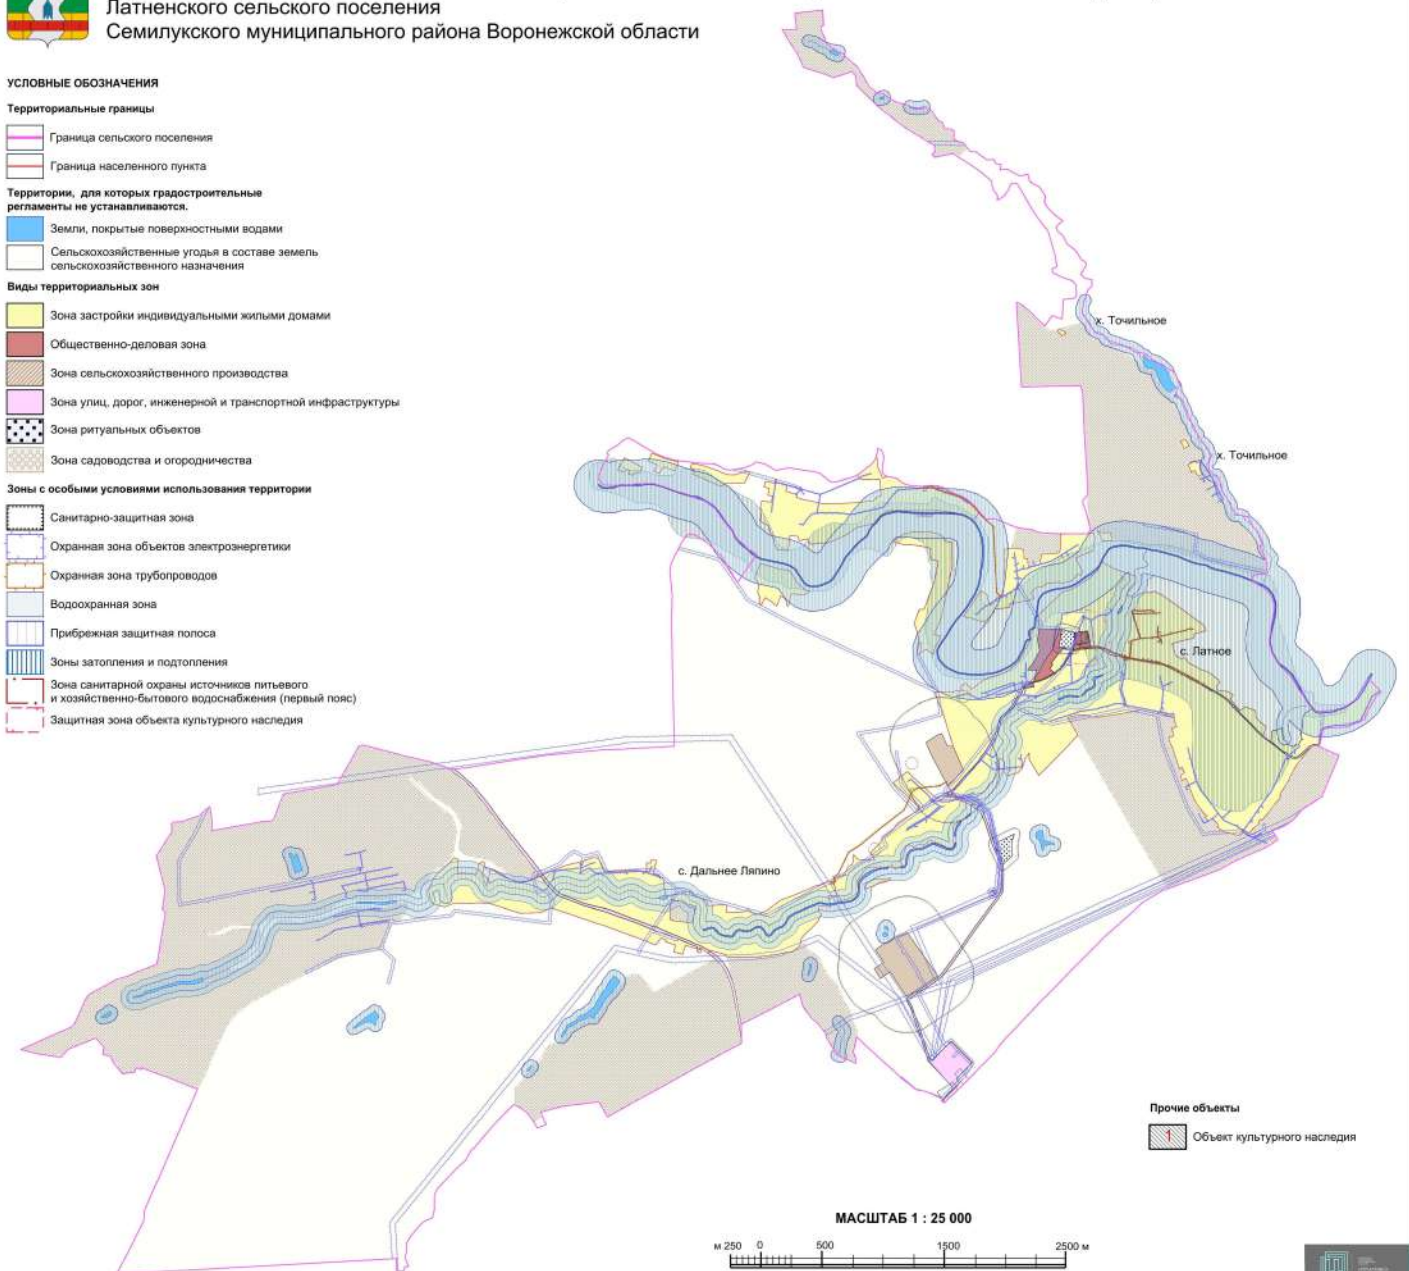 Латненского сельского поселения
Семилукского муниципального района Воронежской области
УСЛОВНЫЕ ОБОЗНАЧЕНИЯ
Территориальные границы
Граница сельского поселения
Граница населенного пункта
Территории, для которых градостроительные
регламенты не устанавливаются.
Земли, покрытые поверхностными водами
Сельскохозяйственные угодья в составе земель
сельскохозяйственного назначения
Виды территориальных зон
Зона застройки индивидуальными жилыми домами
Общественно-деловая зона
Зона сельскохозяйственного производства
Зона улиц, дорог, инженерной и транспортной инфраструктуры
Зона ритуальных объектов
Зона садоводства и огородничества
Зоны с особыми условиями использования территории
Санитарно-защитная зона
Охранная зона объектов электроэнергетики
Охранная зона трубопроводов
Водоохранная зона
Прибрежная защитная полоса
Зоны затопления и подтопления
Зона санитарной охраны источников питьевого
и хозяйственно-бытового водоснабжения (первый пояс)
Защитная зона объекта культурного наследия
х. Точильное
х. Точильное
с. Латное
с. Дальнее Ляпино
Прочие объекты
1 Объект культурного наследия
МАСШТАБ 1 : 25 000
м 250 0 500 1500 2500 м